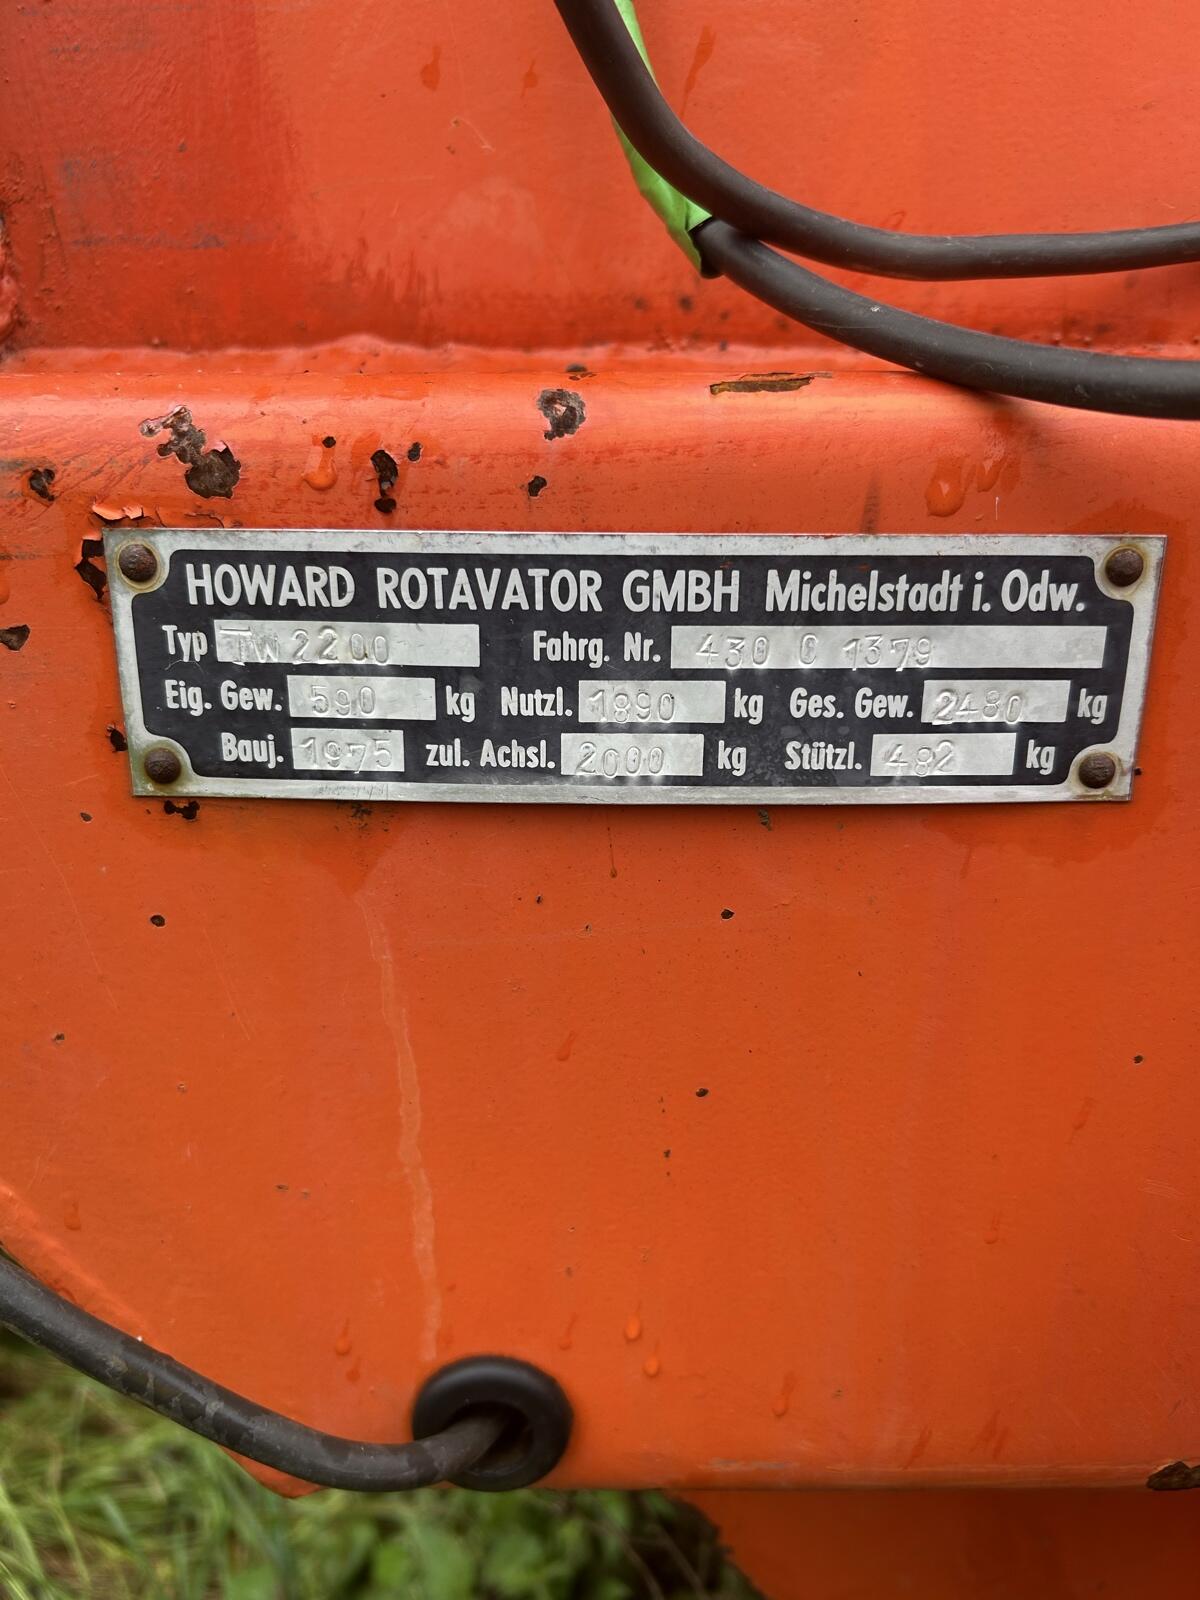 HOWARD ROTAVATOR GMBH Michelstadt i. Odw.
Typ TW 2200 Fahrg. Nr. 430 0 1379
Eig. Gew. 590 kg Nutzl. 1890 kg Ges. Gew. 2480 kg
Bauj. 1975 zul. Achsl. 2000 kg Stützl. 482 kg